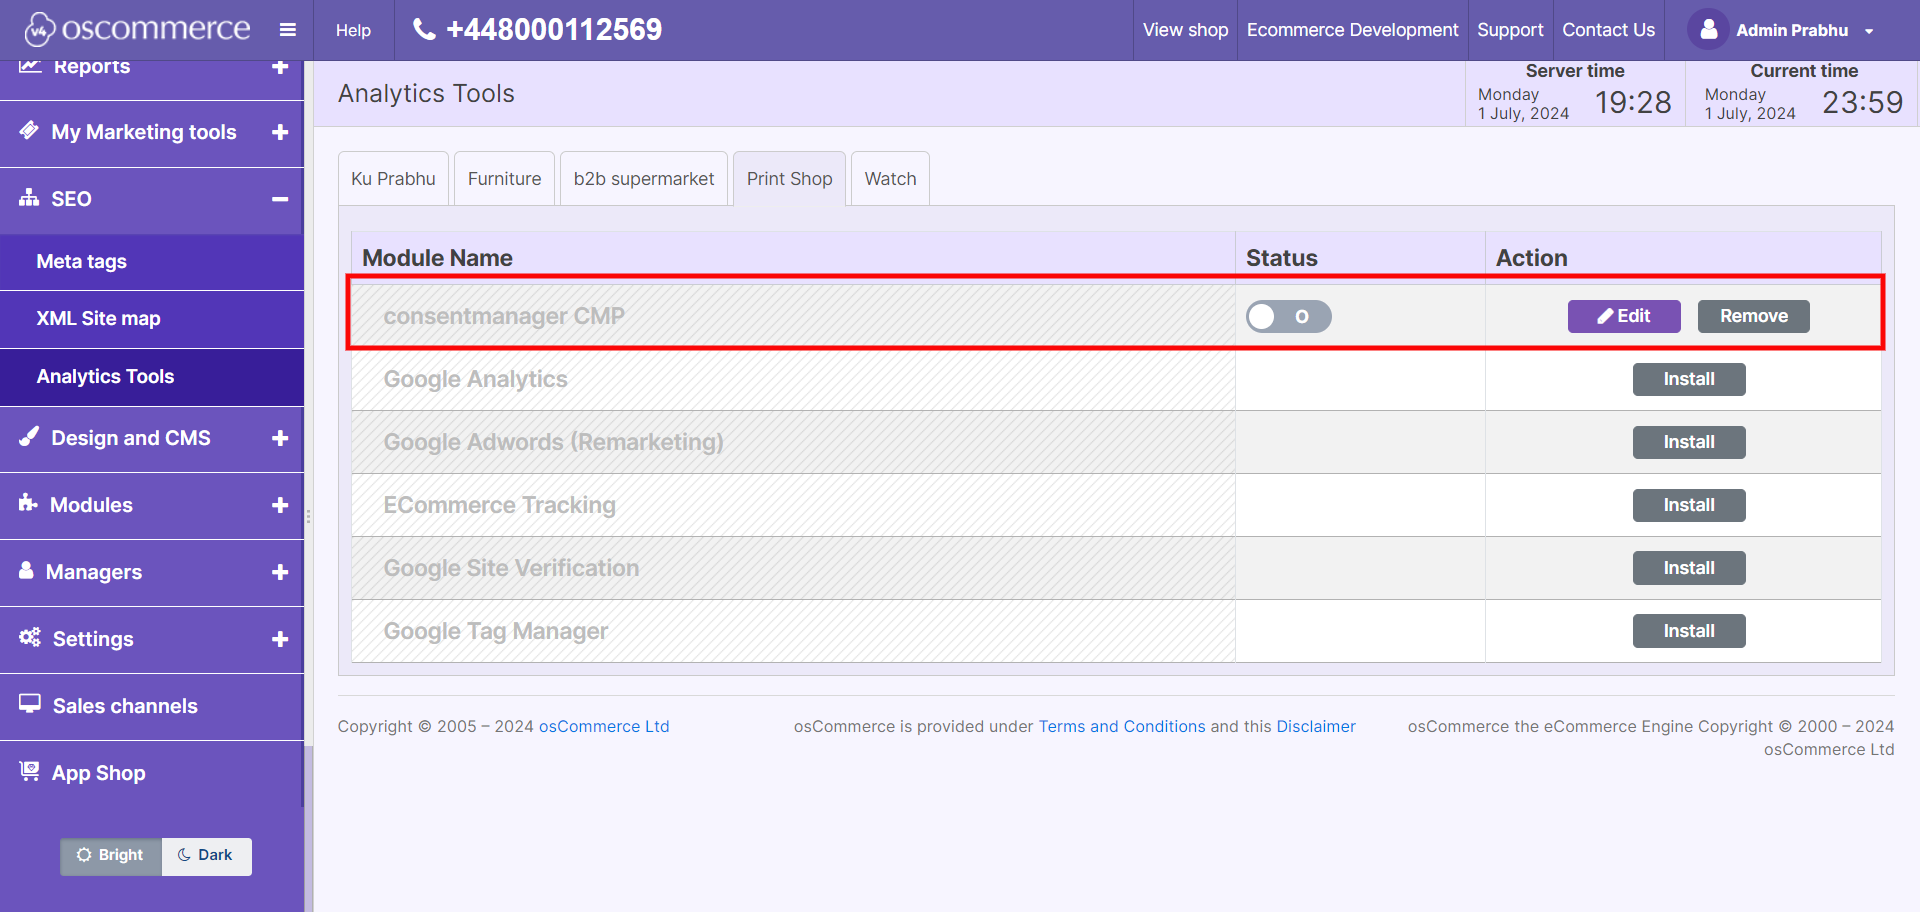 v4 oscommerce
Help
+448000112569
View shop
Ecommerce Development
Support
Contact Us
Admin Prabhu
Reports
My Marketing tools
SEO
Meta tags
XML Site map
Analytics Tools
Design and CMS
Modules
Managers
Settings
Sales channels
App Shop
Bright
Dark
Analytics Tools
Server time
Monday
1 July, 2024
19:28
Current time
Monday
1 July, 2024
23:59
Ku Prabhu
Furniture
b2b supermarket
Print Shop
Watch
Module Name Status Action
consentmanager CMP O Edit Remove
Google Analytics Install
Google Adwords (Remarketing) Install
ECommerce Tracking Install
Google Site Verification Install
Google Tag Manager Install
Copyright © 2005 – 2024 osCommerce Ltd
osCommerce is provided under Terms and Conditions and this Disclaimer
osCommerce the eCommerce Engine Copyright © 2000 – 2024
osCommerce Ltd